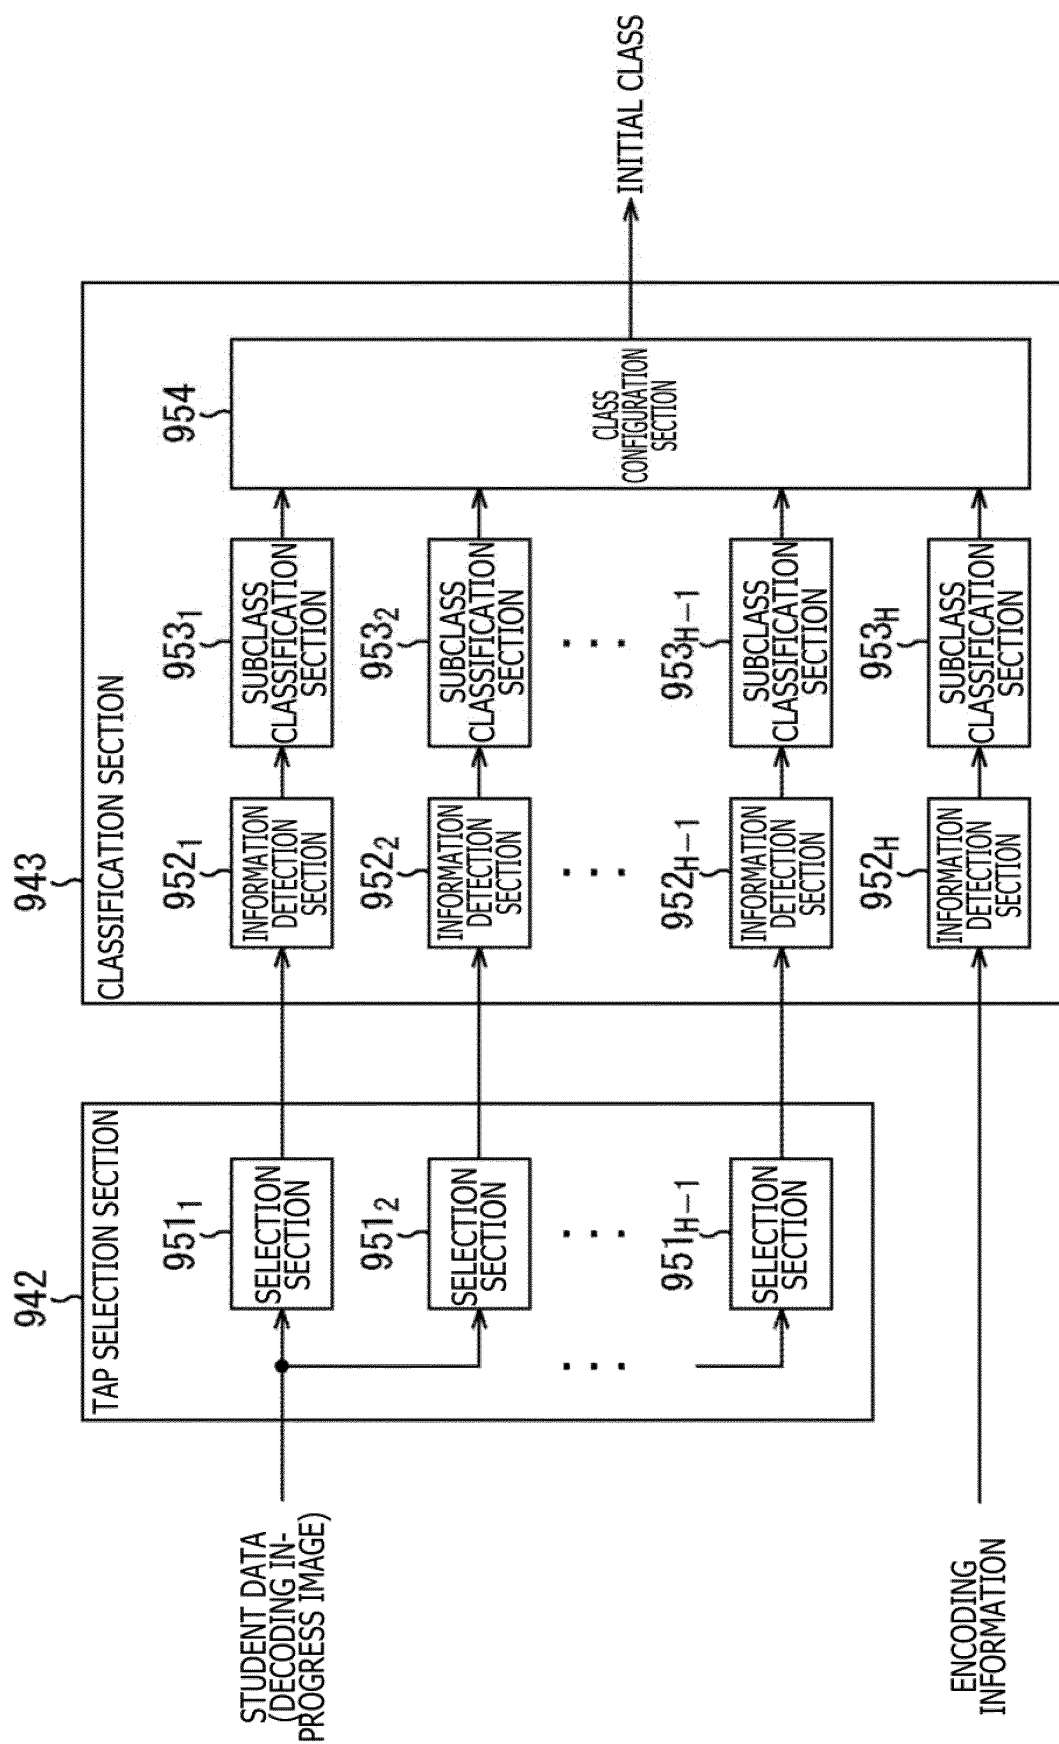 942
TAP SELECTION SECTION
943
CLASSIFICATION SECTION
STUDENT DATA
(DECODING IN-
PROGRESS IMAGE)
951₁
SELECTION
SECTION
952₁
INFORMATION
DETECTION
SECTION
953₁
SUBCLASS
CLASSIFICATION
SECTION
954
CLASS
CONFIGURATION
SECTION
INITIAL CLASS
951₂
SELECTION
SECTION
952₂
INFORMATION
DETECTION
SECTION
953₂
SUBCLASS
CLASSIFICATION
SECTION
...
...
...
...
951H-1
SELECTION
SECTION
952H-1
INFORMATION
DETECTION
SECTION
953H-1
SUBCLASS
CLASSIFICATION
SECTION
ENCODING
INFORMATION
952H
INFORMATION
DETECTION
SECTION
953H
SUBCLASS
CLASSIFICATION
SECTION